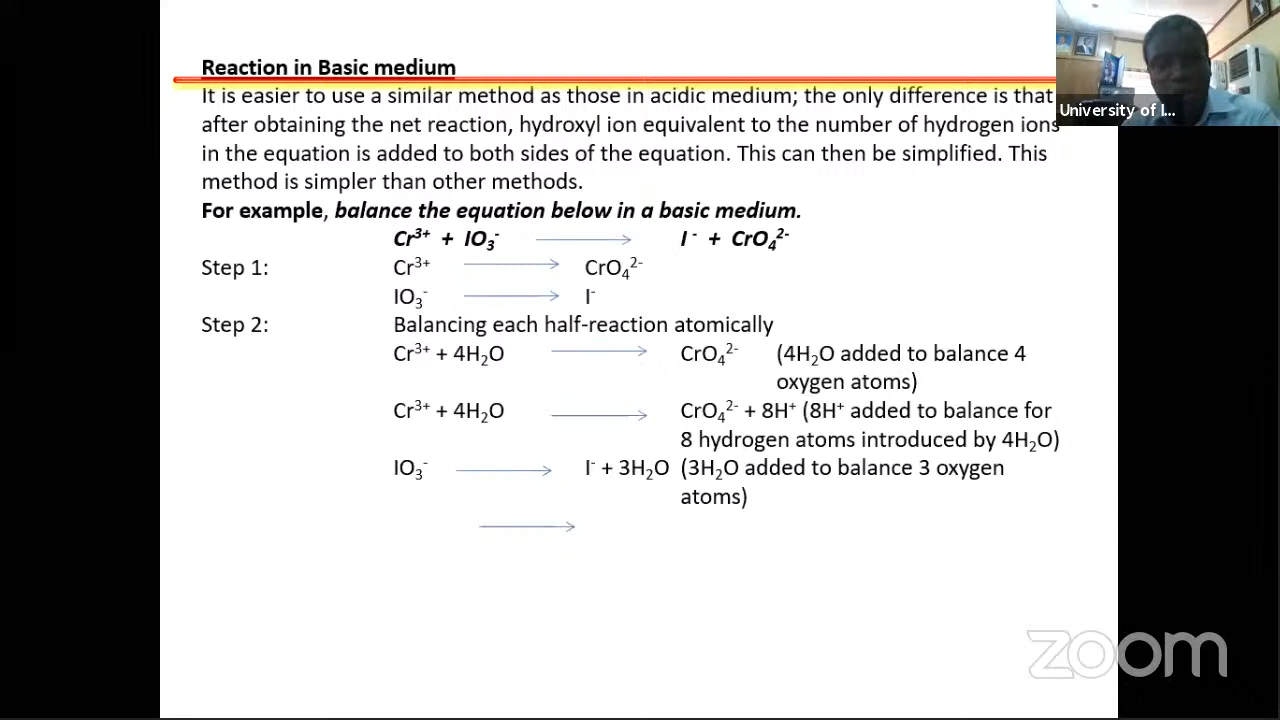 Reaction in Basic medium
It is easier to use a similar method as those in acidic medium; the only difference is that
after obtaining the net reaction, hydroxyl ion equivalent to the number of hydrogen ions
in the equation is added to both sides of the equation. This can then be simplified. This
method is simpler than other methods.
For example, balance the equation below in a basic medium.
Cr³⁺ + IO₃⁻ → I⁻ + CrO₄²⁻
Step 1: Cr³⁺ → CrO₄²⁻
IO₃⁻ → I⁻
Step 2: Balancing each half-reaction atomically
Cr³⁺ + 4H₂O → CrO₄²⁻ (4H₂O added to balance 4
oxygen atoms)
Cr³⁺ + 4H₂O → CrO₄²⁻ + 8H⁺ (8H⁺ added to balance for
8 hydrogen atoms introduced by 4H₂O)
IO₃⁻ → I⁻ + 3H₂O (3H₂O added to balance 3 oxygen
atoms)
→
University of I...
zoom